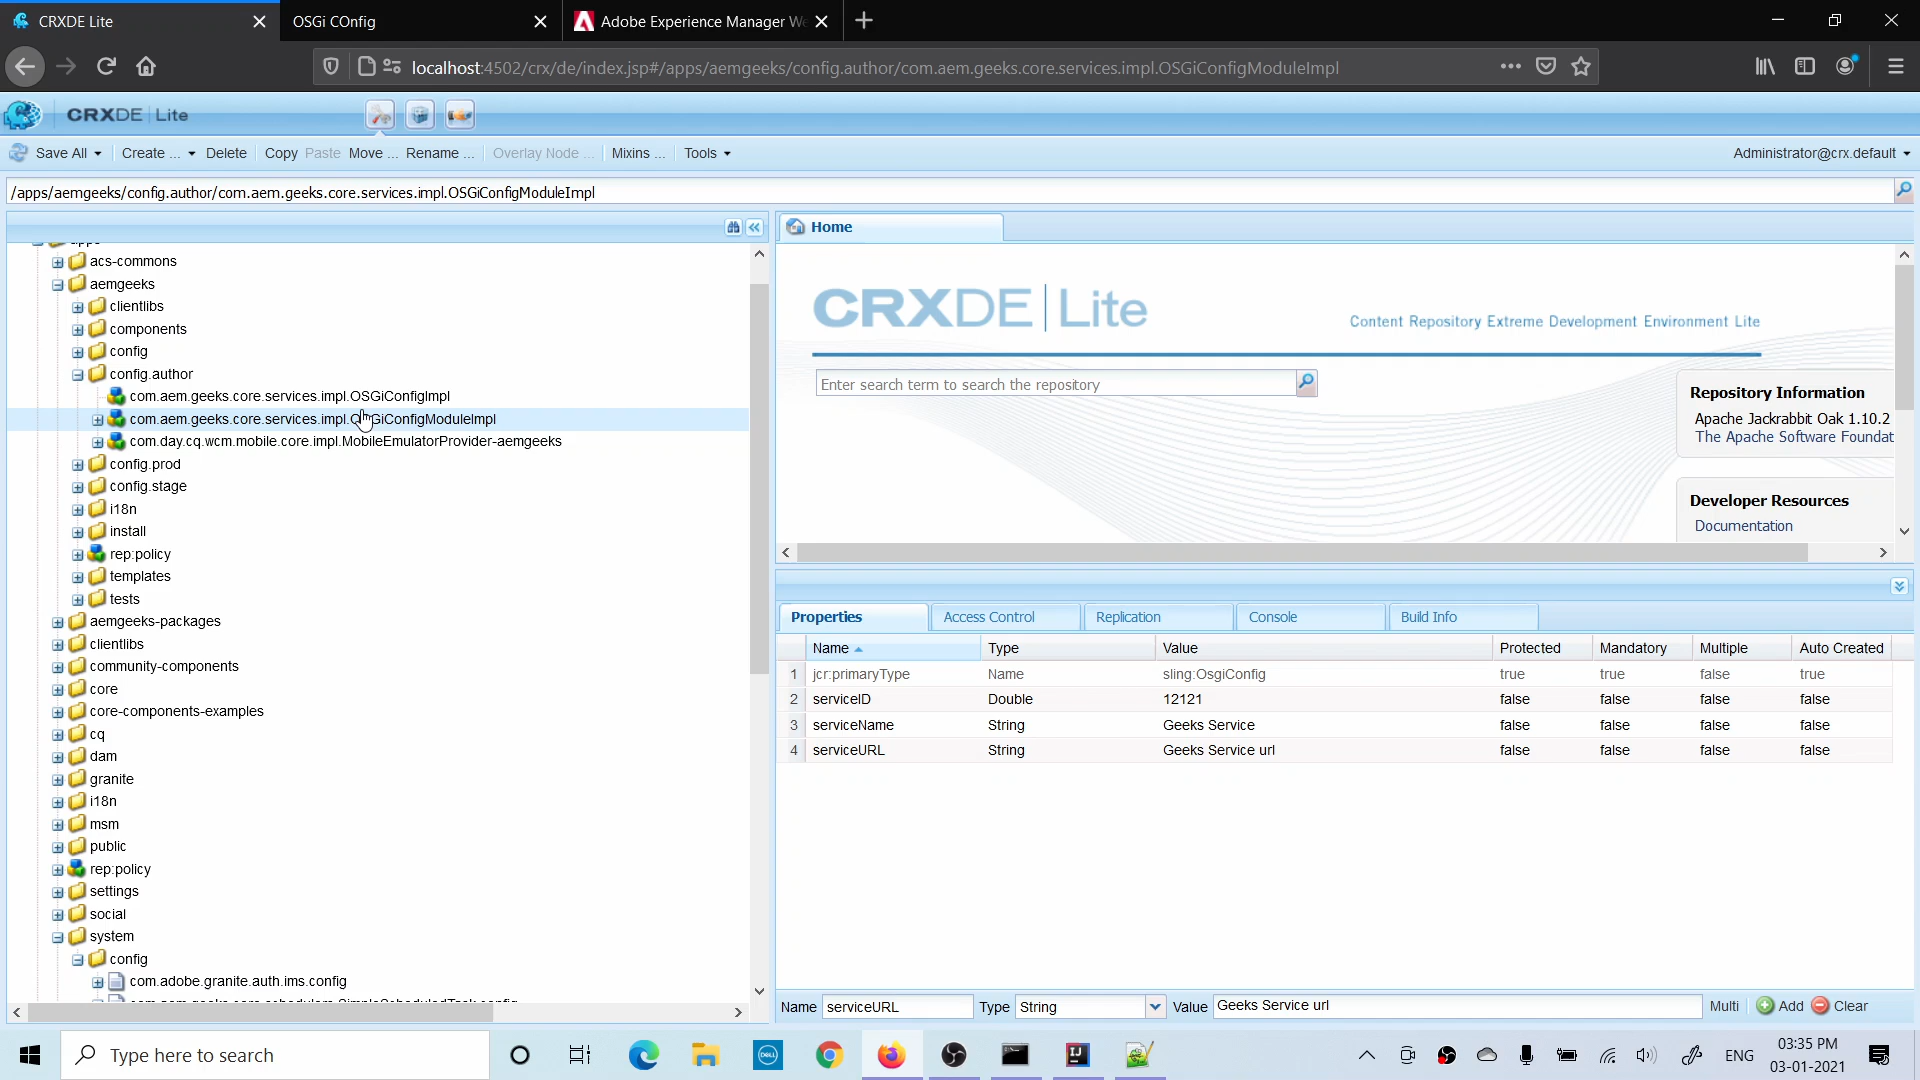 CRXDE Lite
OSGi COnfig
Adobe Experience Manager We
localhost:4502/crx/de/index.jsp#/apps/aemgeeks/config.author/com.aem.geeks.core.services.impl.OSGiConfigModuleImpl
CRXDE | Lite
Save All
Create ...
Delete
Copy
Paste
Move ...
Rename ...
Overlay Node ...
Mixins ...
Tools
Administrator@crx.default
/apps/aemgeeks/config.author/com.aem.geeks.core.services.impl.OSGiConfigModuleImpl
apps
acs-commons
aemgeeks
clientlibs
components
config
config.author
com.aem.geeks.core.services.impl.OSGiConfigImpl
com.aem.geeks.core.services.impl.OSGiConfigModuleImpl
com.day.cq.wcm.mobile.core.impl.MobileEmulatorProvider-aemgeeks
config.prod
config.stage
i18n
install
rep:policy
templates
tests
aemgeeks-packages
clientlibs
community-components
core
core-components-examples
cq
dam
granite
i18n
msm
public
rep:policy
settings
social
system
config
com.adobe.granite.auth.ims.config
com.aem.geeks.core.schedulers.SimpleScheduledTask.config
Home
CRXDE | Lite
Content Repository Extreme Development Environment Lite
Enter search term to search the repository
Repository Information
Apache Jackrabbit Oak 1.10.2
The Apache Software Foundat
Developer Resources
Documentation
Properties
Access Control
Replication
Console
Build Info
Name Type Value Protected Mandatory Multiple Auto Created
1 jcr:primaryType Name sling:OsgiConfig true true false true
2 serviceID Double 12121 false false false false
3 serviceName String Geeks Service false false false false
4 serviceURL String Geeks Service url false false false false
Name serviceURL Type String Value Geeks Service url Multi Add Clear
Type here to search
DELL
IJ
ENG
03:35 PM
03-01-2021